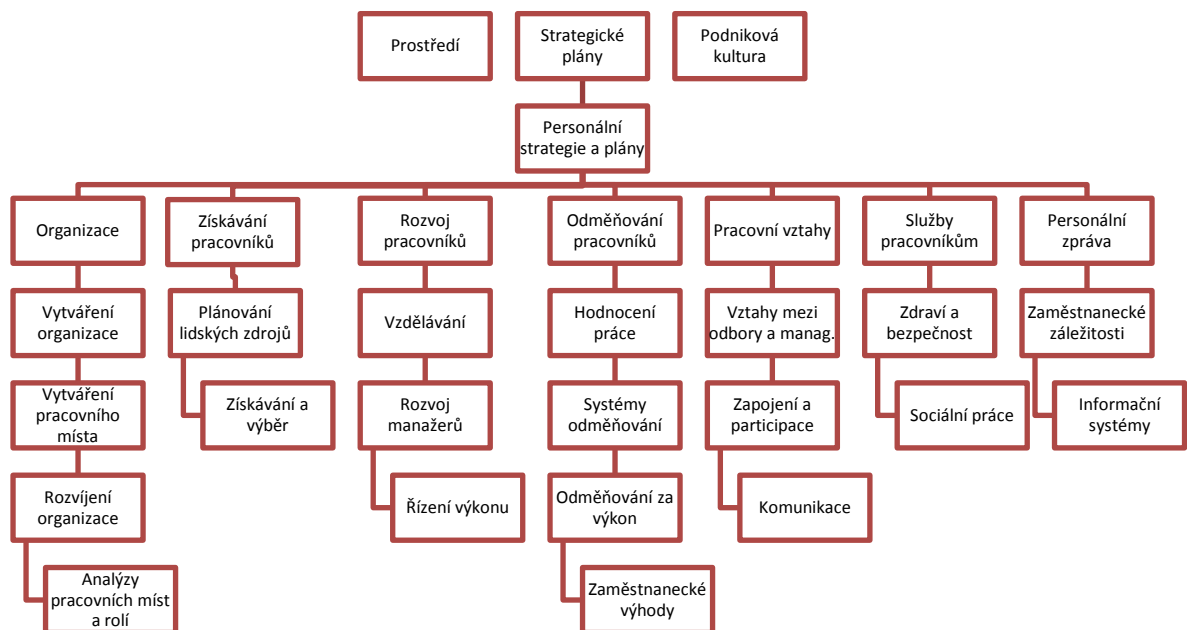 Prostředí
Strategické
plány
Podniková
kultura
Personální
strategie a plány
Organizace
Získávání
pracovníků
Rozvoj
pracovníků
Odměňování
pracovníků
Pracovní vztahy
Služby
pracovníkům
Personální
zpráva
Vytváření
organizace
Plánování
lidských zdrojů
Vzdělávání
Hodnocení
práce
Vztahy mezi
odbory a manag.
Zdraví a
bezpečnost
Zaměstnanecké
záležitosti
Vytváření
pracovního
místa
Získávání a
výběr
Rozvoj
manažerů
Systémy
odměňování
Zapojení a
participace
Sociální práce
Informační
systémy
Rozvíjení
organizace
Řízení výkonu
Odměňování za
výkon
Komunikace
Analýzy
pracovních míst
a rolí
Zaměstnanecké
výhody